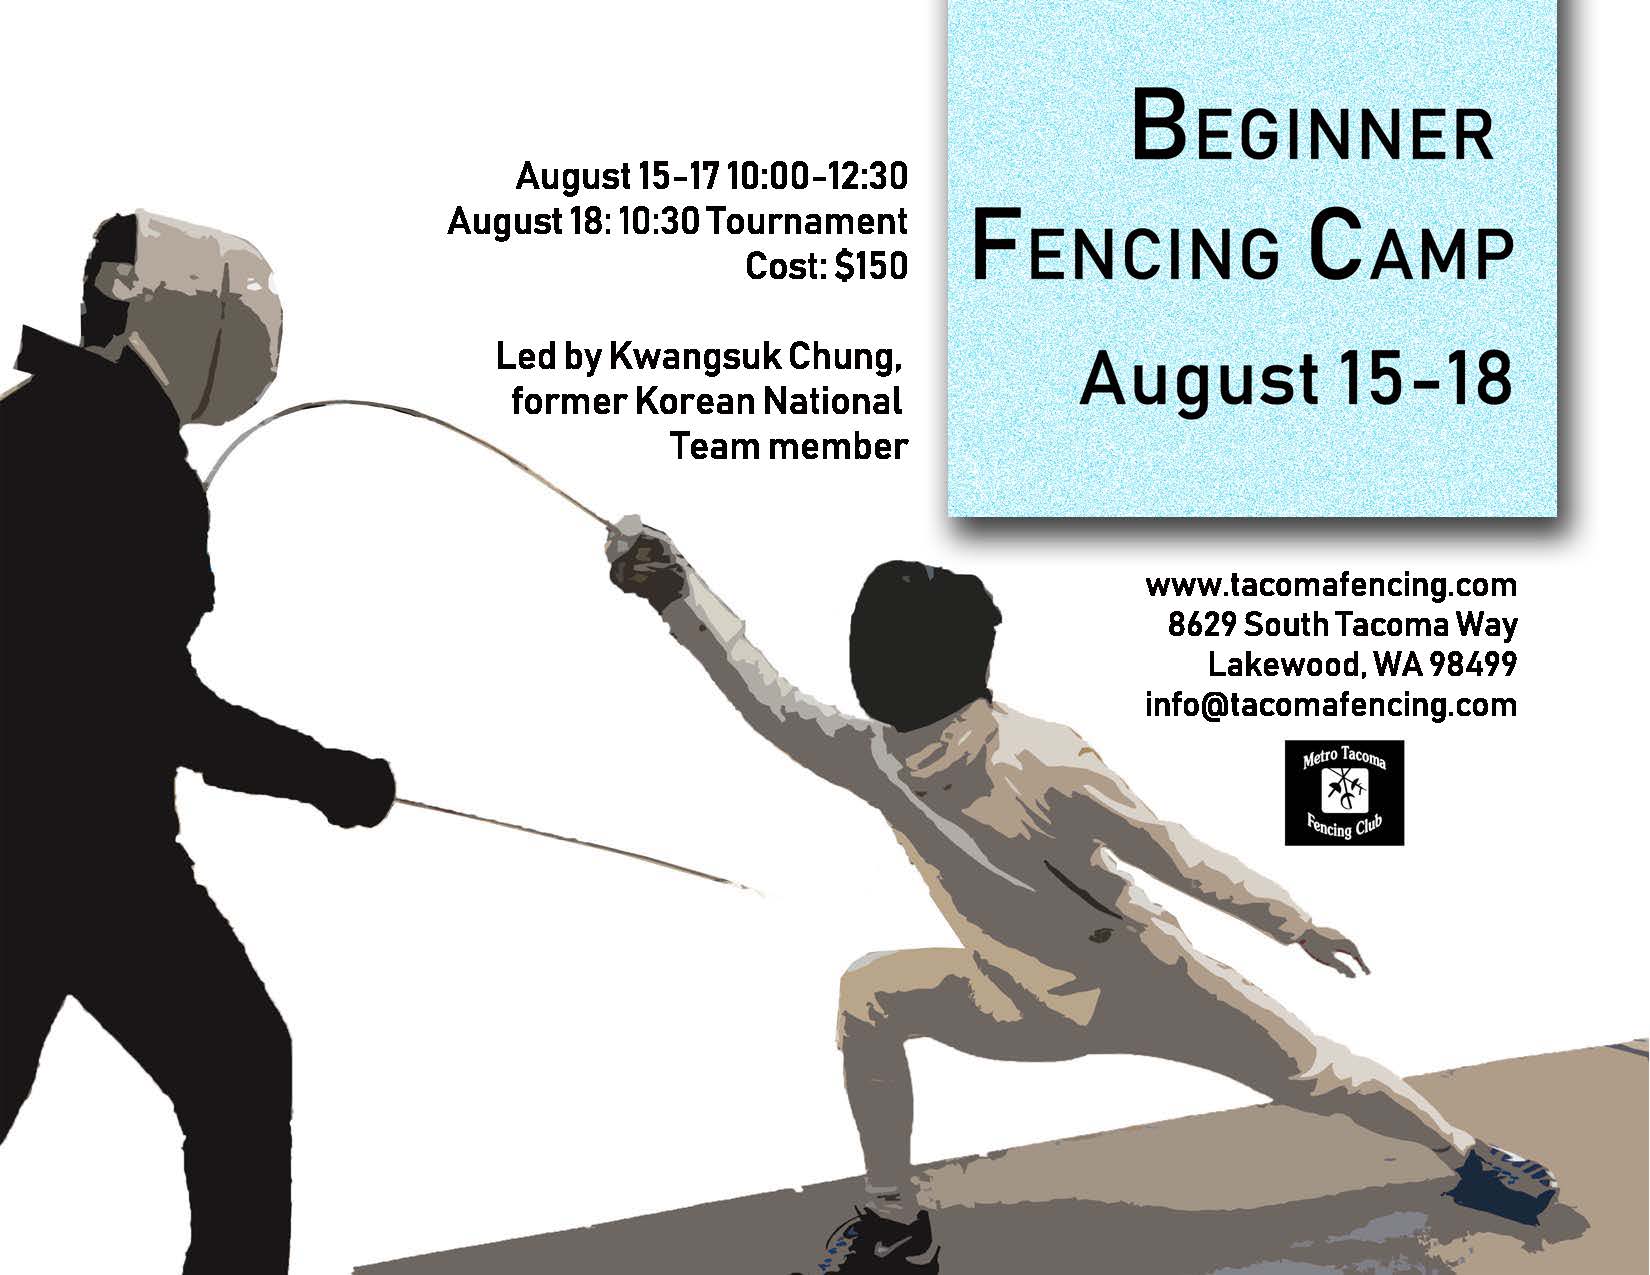 BEGINNER
FENCING CAMP
August 15-18
August 15-17 10:00-12:30
August 18: 10:30 Tournament
Cost: $150
Led by Kwangsuk Chung,
former Korean National
Team member
www.tacomafencing.com
8629 South Tacoma Way
Lakewood, WA 98499
info@tacomafencing.com
Metro Tacoma
Fencing Club